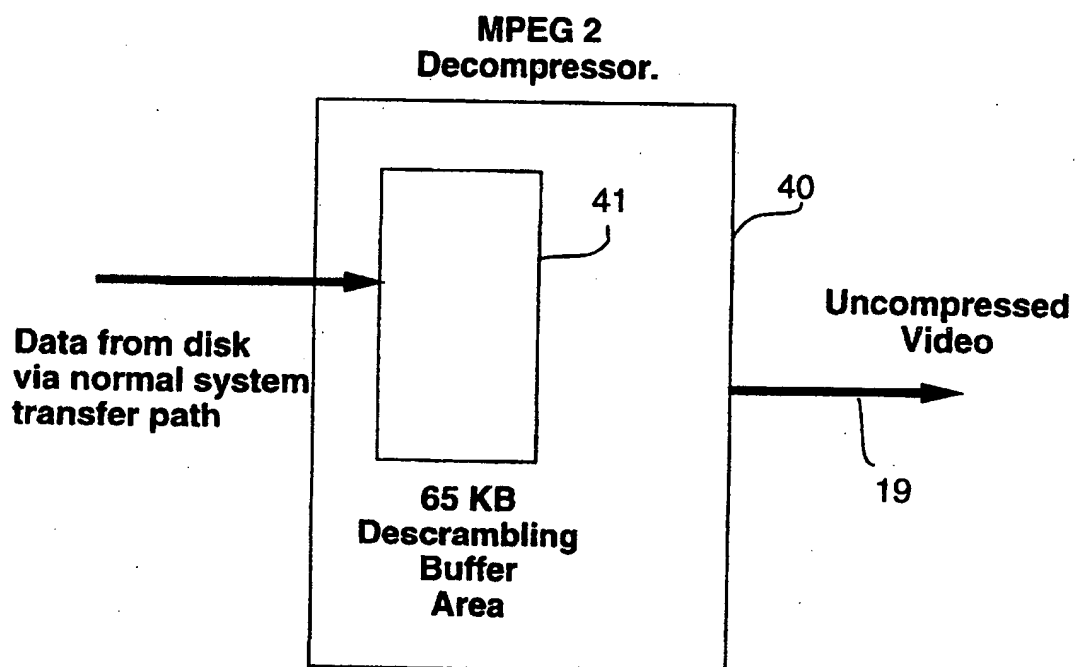 MPEG 2
Decompressor.
41
40
Uncompressed
Video
Data from disk
via normal system
transfer path
19
65 KB
Descrambling
Buffer
Area